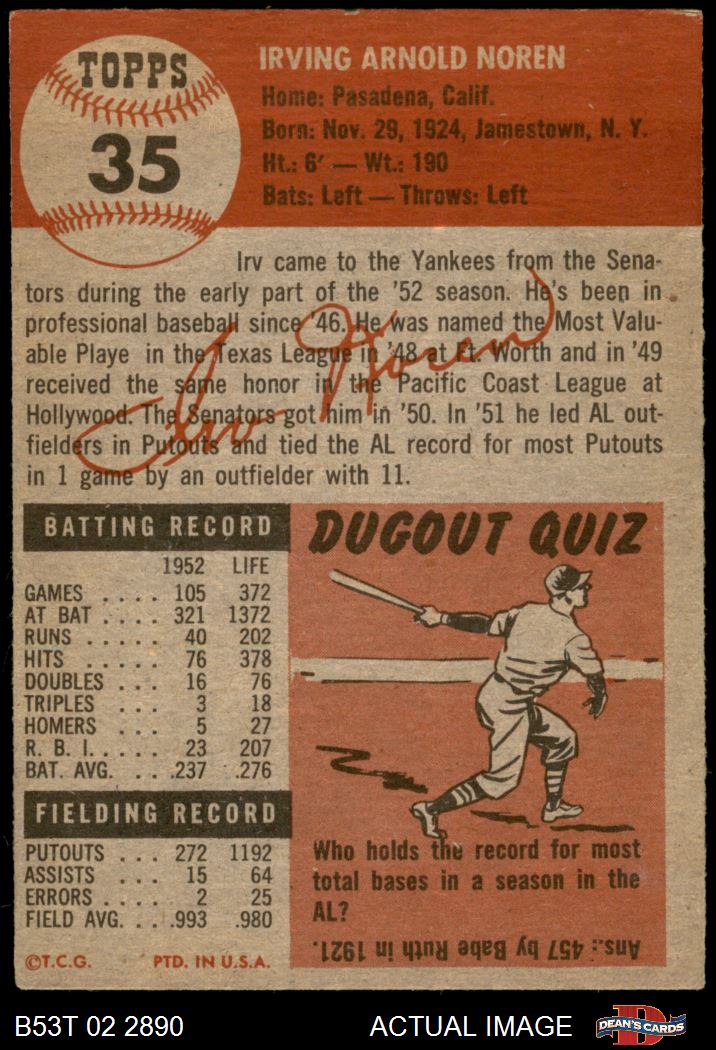 TOPPS
35
IRVING ARNOLD NOREN
Home: Pasadena, Calif.
Born: Nov. 29, 1924, Jamestown, N. Y.
Ht.: 6' — Wt.: 190
Bats: Left — Throws: Left
Irv came to the Yankees from the Sena-
tors during the early part of the '52 season. He's been in
professional baseball since '46. He was named the Most Valu-
able Playe in the Texas League in '48 at Ft. Worth and in '49
received the same honor in the Pacific Coast League at
Hollywood. The Senators got him in '50. In '51 he led AL out-
fielders in Putouts and tied the AL record for most Putouts
in 1 game by an outfielder with 11.
Irv Noren
BATTING RECORD
1952 LIFE
GAMES . . . . 105 372
AT BAT . . . . 321 1372
RUNS . . . . . 40 202
HITS . . . . . 76 378
DOUBLES . . . 16 76
TRIPLES . . . 3 18
HOMERS . . . 5 27
R. B. I. . . . . 23 207
BAT. AVG. . . .237 .276
FIELDING RECORD
PUTOUTS . . . 272 1192
ASSISTS . . . 15 64
ERRORS . . . . 2 25
FIELD AVG. . . .993 .980
©T.C.G. PTD. IN U.S.A.
DUGOUT QUIZ
Who holds the record for most
total bases in a season in the
AL?
Ans.: 457 by Babe Ruth in 1921.
B53T 02 2890 ACTUAL IMAGE
D
DEAN'S CARDS